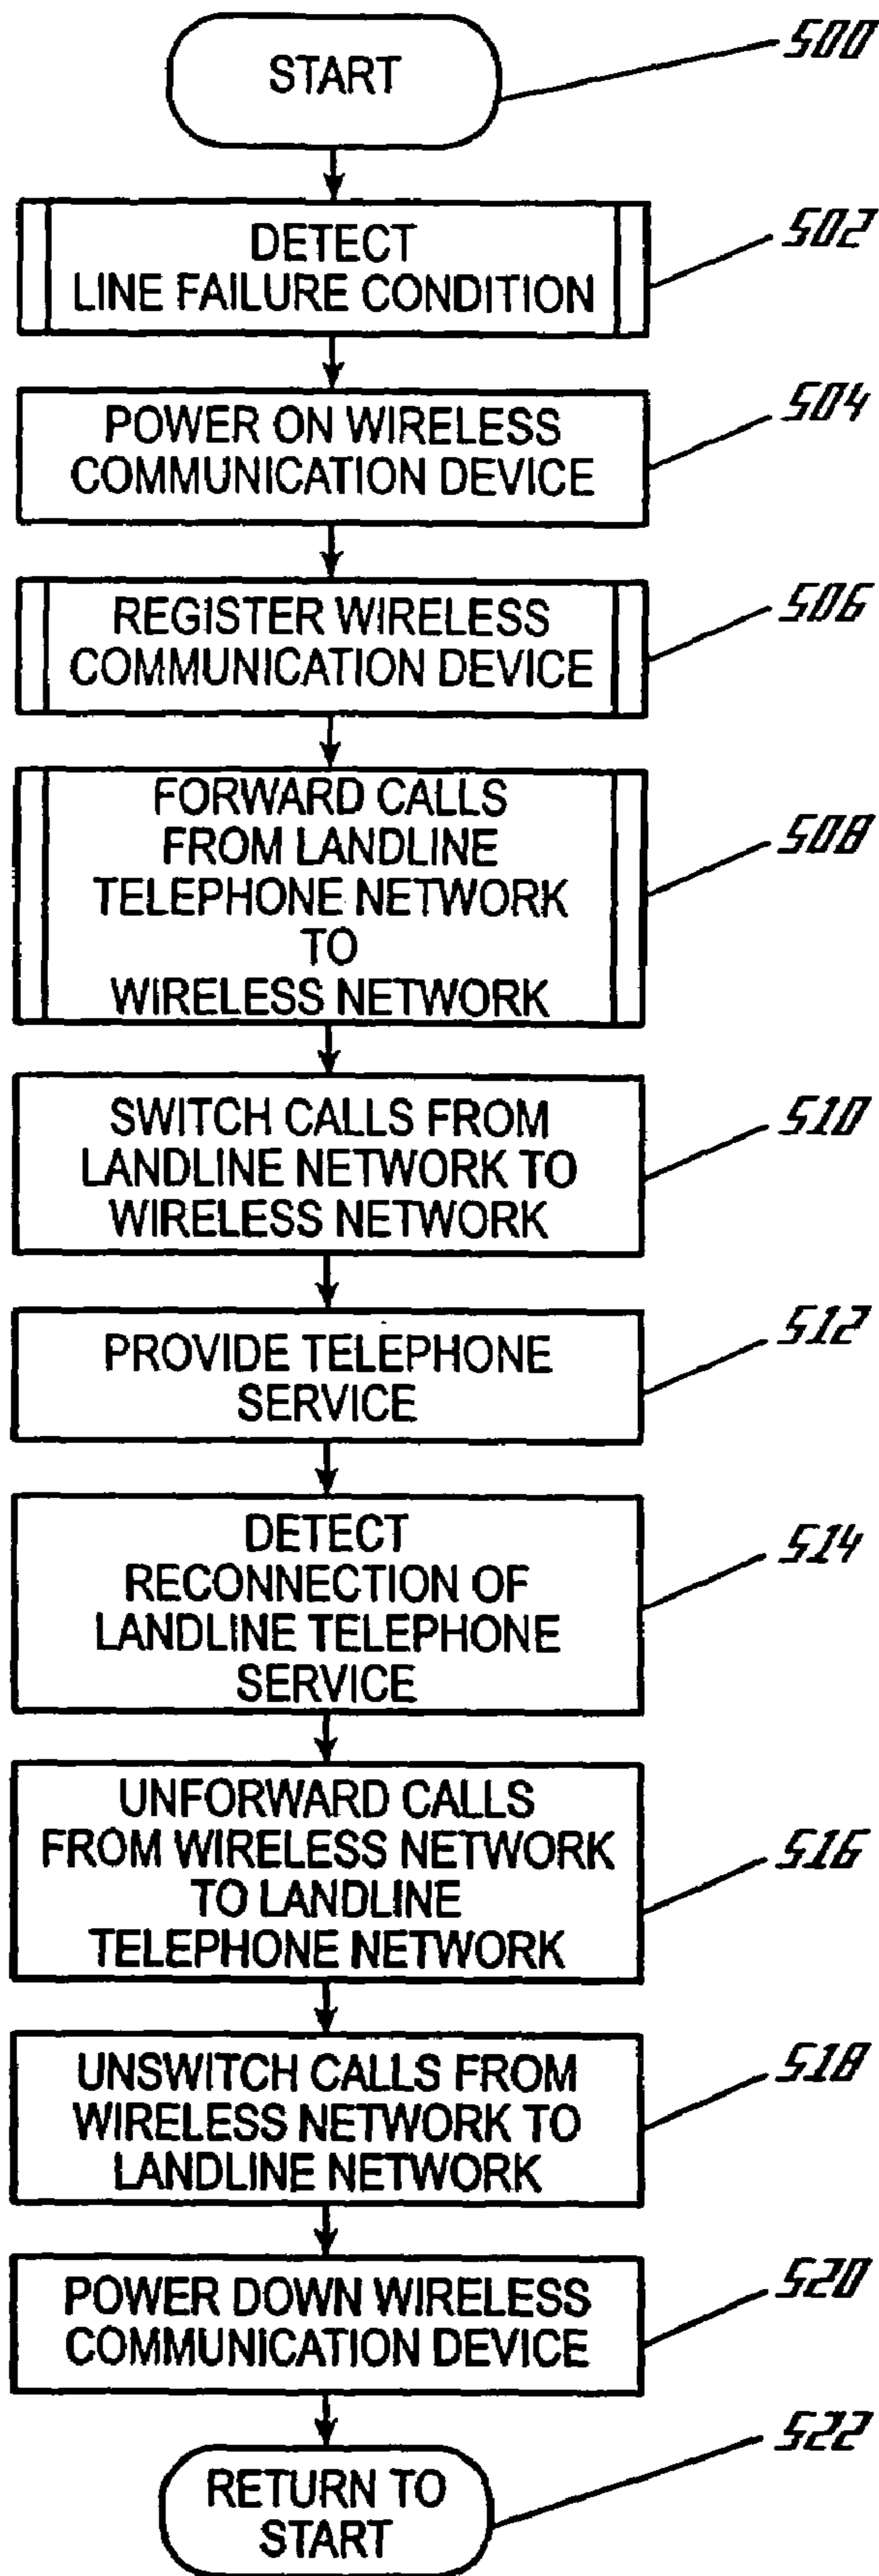 START
500
DETECT
LINE FAILURE CONDITION
502
POWER ON WIRELESS
COMMUNICATION DEVICE
504
REGISTER WIRELESS
COMMUNICATION DEVICE
506
FORWARD CALLS
FROM LANDLINE
TELEPHONE NETWORK
TO
WIRELESS NETWORK
508
SWITCH CALLS FROM
LANDLINE NETWORK TO
WIRELESS NETWORK
510
PROVIDE TELEPHONE
SERVICE
512
DETECT
RECONNECTION OF
LANDLINE TELEPHONE
SERVICE
514
UNFORWARD CALLS
FROM WIRELESS NETWORK
TO LANDLINE
TELEPHONE NETWORK
516
UNSWITCH CALLS FROM
WIRELESS NETWORK TO
LANDLINE NETWORK
518
POWER DOWN WIRELESS
COMMUNICATION DEVICE
520
RETURN TO
START
522